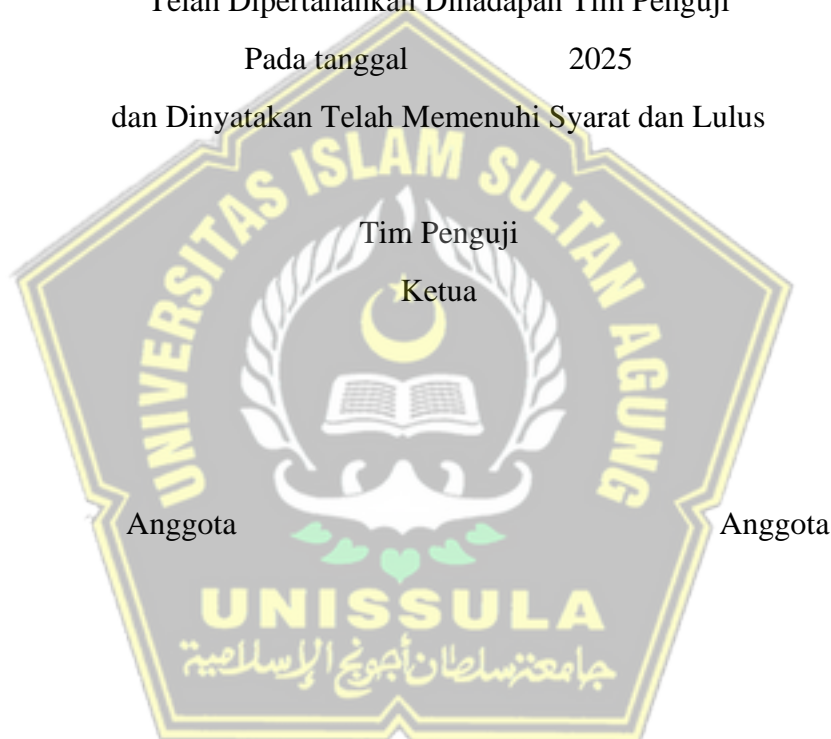 Telah Dipertahankan Dihadapan Tim Penguji
Pada tanggal 2025
dan Dinyatakan Telah Memenuhi Syarat dan Lulus
UNIVERSITAS ISLAM SULTAN AGUNG
Tim Penguji
Ketua
Anggota Anggota
UNISSULA
جامعة سلطان أجونج الإسلامية